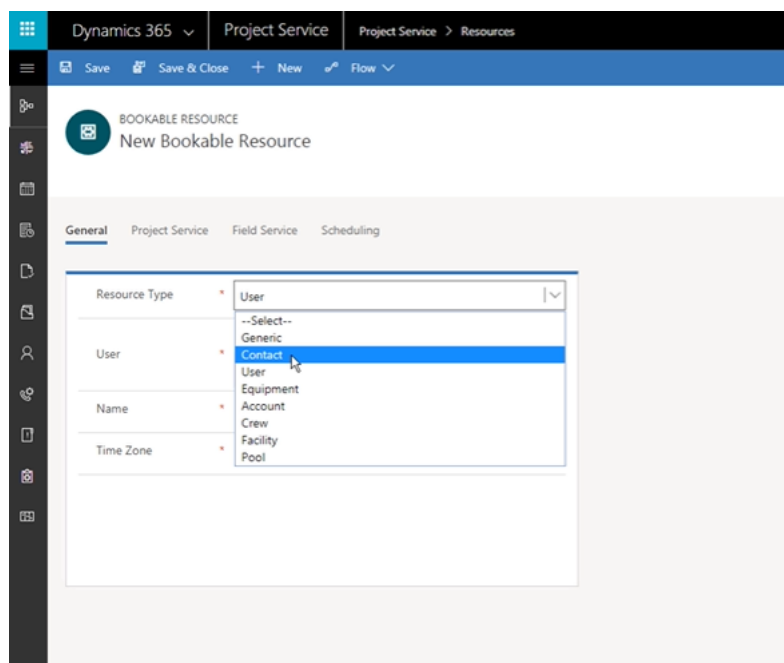 Dynamics 365 Project Service Project Service > Resources
Save Save & Close + New Flow
BOOKABLE RESOURCE
New Bookable Resource
General Project Service Field Service Scheduling
Resource Type * User
--Select--
Generic
Contact
User * User
Equipment
Name * Account
Crew
Facility
Time Zone * Pool